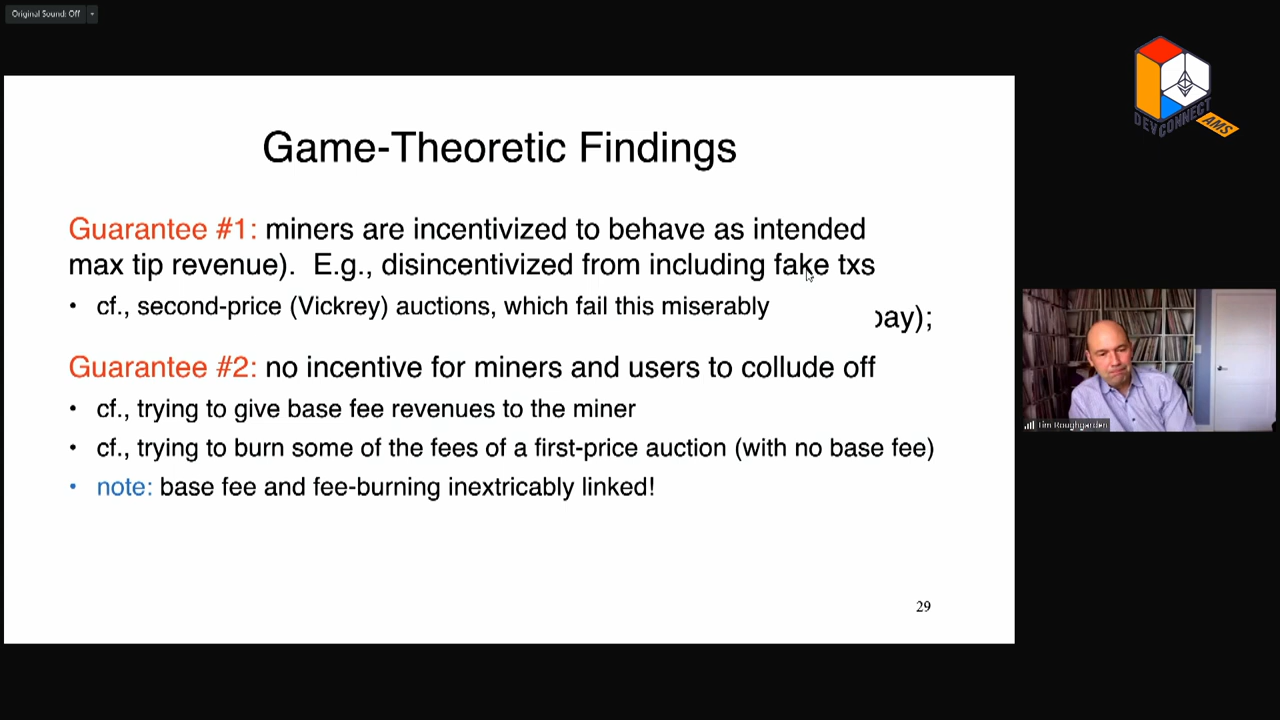 Original Sound: Off
DEVCONNECT
AMS
Game-Theoretic Findings
Guarantee #1: miners are incentivized to behave as intended
max tip revenue). E.g., disincentivized from including fake txs
• cf., second-price (Vickrey) auctions, which fail this miserably
pay);
Guarantee #2: no incentive for miners and users to collude off
• cf., trying to give base fee revenues to the miner
• cf., trying to burn some of the fees of a first-price auction (with no base fee)
• note: base fee and fee-burning inextricably linked!
29
Tim Roughgarden